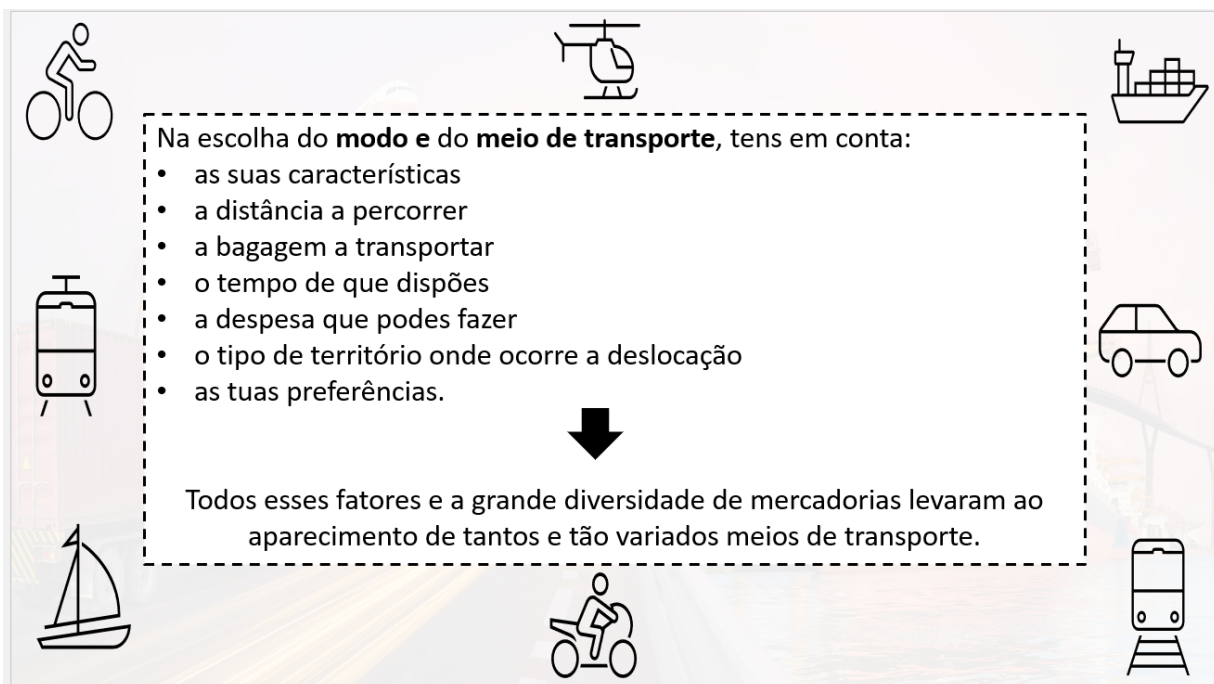 Na escolha do modo e do meio de transporte, tens em conta:
• as suas características
• a distância a percorrer
• a bagagem a transportar
• o tempo de que dispões
• a despesa que podes fazer
• o tipo de território onde ocorre a deslocação
• as tuas preferências.
Todos esses fatores e a grande diversidade de mercadorias levaram ao
aparecimento de tantos e tão variados meios de transporte.